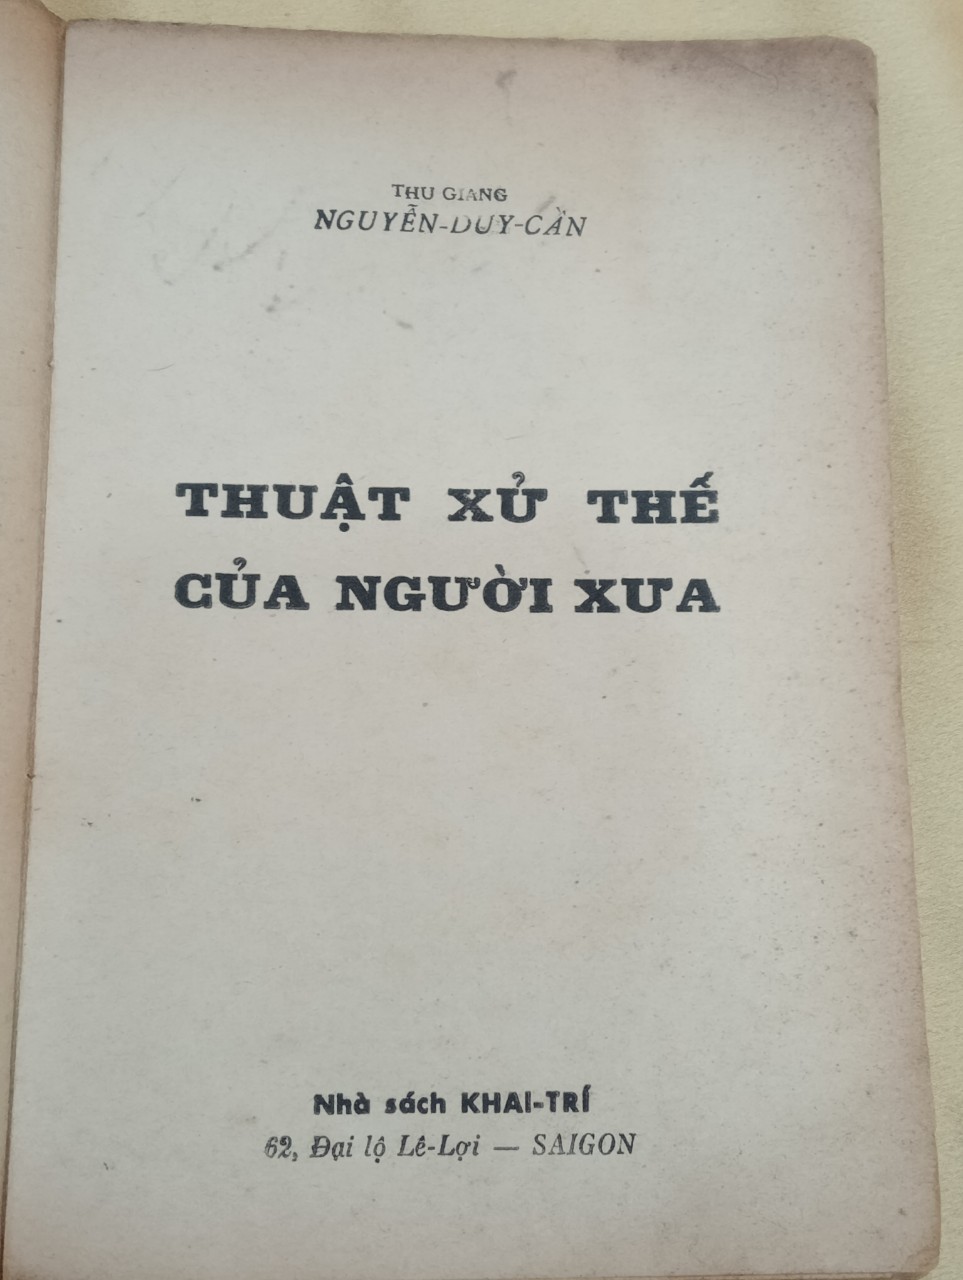 THU GIANG
NGUYỄN-DUY-CẦN
THUẬT XỬ THẾ
CỦA NGƯỜI XƯA
Nhà sách KHAI-TRÍ
62, Đại lộ Lê-Lợi — SAIGON